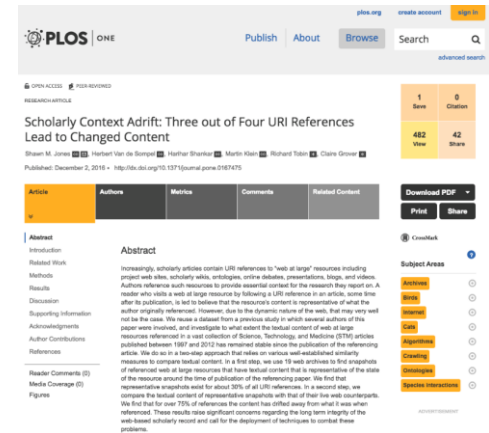 plos.org create account sign in
PLOS ONE
Publish About Browse Search
advanced search
OPEN ACCESS PEER-REVIEWED
RESEARCH ARTICLE
Scholarly Context Adrift: Three out of Four URI References
Lead to Changed Content
Shawn M. Jones, Herbert Van de Sompel, Harihar Shankar, Martin Klein, Richard Tobin, Claire Grover
Published: December 2, 2016 • http://dx.doi.org/10.1371/journal.pone.0167475
1 Save
0 Citation
482 View
42 Share
Article
Authors
Metrics
Comments
Related Content
Download PDF
Print Share
CrossMark
Abstract
Introduction
Related Work
Methods
Results
Discussion
Supporting Information
Acknowledgments
Author Contributions
References
Reader Comments (0)
Media Coverage (0)
Figures
Abstract
Increasingly, scholarly articles contain URI references to "web at large" resources including
project web sites, scholarly wikis, ontologies, online debates, presentations, blogs, and videos.
Authors reference such resources to provide essential context for the research they report on. A
reader who visits a web at large resource by following a URI reference in an article, some time
after its publication, is led to believe that the resource's content is representative of what the
author originally referenced. However, due to the dynamic nature of the web, that may very well
not be the case. We reuse a dataset from a previous study in which several authors of this
paper were involved, and investigate to what extent the textual content of web at large
resources referenced in a vast collection of Science, Technology, and Medicine (STM) articles
published between 1997 and 2012 has remained stable since the publication of the referencing
article. We do so in a two-step approach that relies on various well-established similarity
measures to compare textual content. In a first step, we use 19 web archives to find snapshots
of referenced web at large resources that have textual content that is representative of the state
of the resource around the time of publication of the referencing paper. We find that
representative snapshots exist for about 30% of all URI references. In a second step, we
compare the textual content of representative snapshots with that of their live web counterparts.
We find that for over 75% of references the content has drifted away from what it was when
referenced. These results raise significant concerns regarding the long term integrity of the
web-based scholarly record and call for the deployment of techniques to combat these
problems.
Subject Areas
?
Archives
Birds
Internet
Cats
Algorithms
Crawling
Ontologies
Species interactions
ADVERTISEMENT